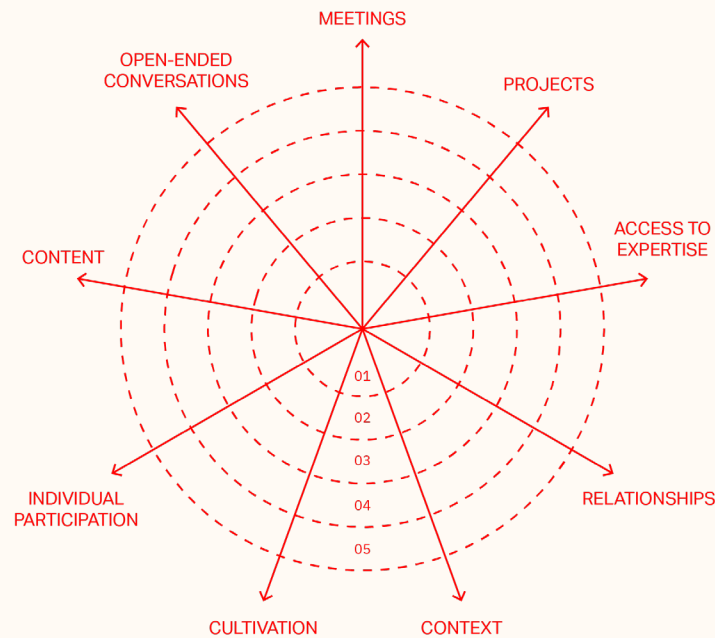 MEETINGS
OPEN-ENDED
CONVERSATIONS
PROJECTS
ACCESS TO
EXPERTISE
CONTENT
01
02
03
04
05
INDIVIDUAL
PARTICIPATION
RELATIONSHIPS
CULTIVATION
CONTEXT